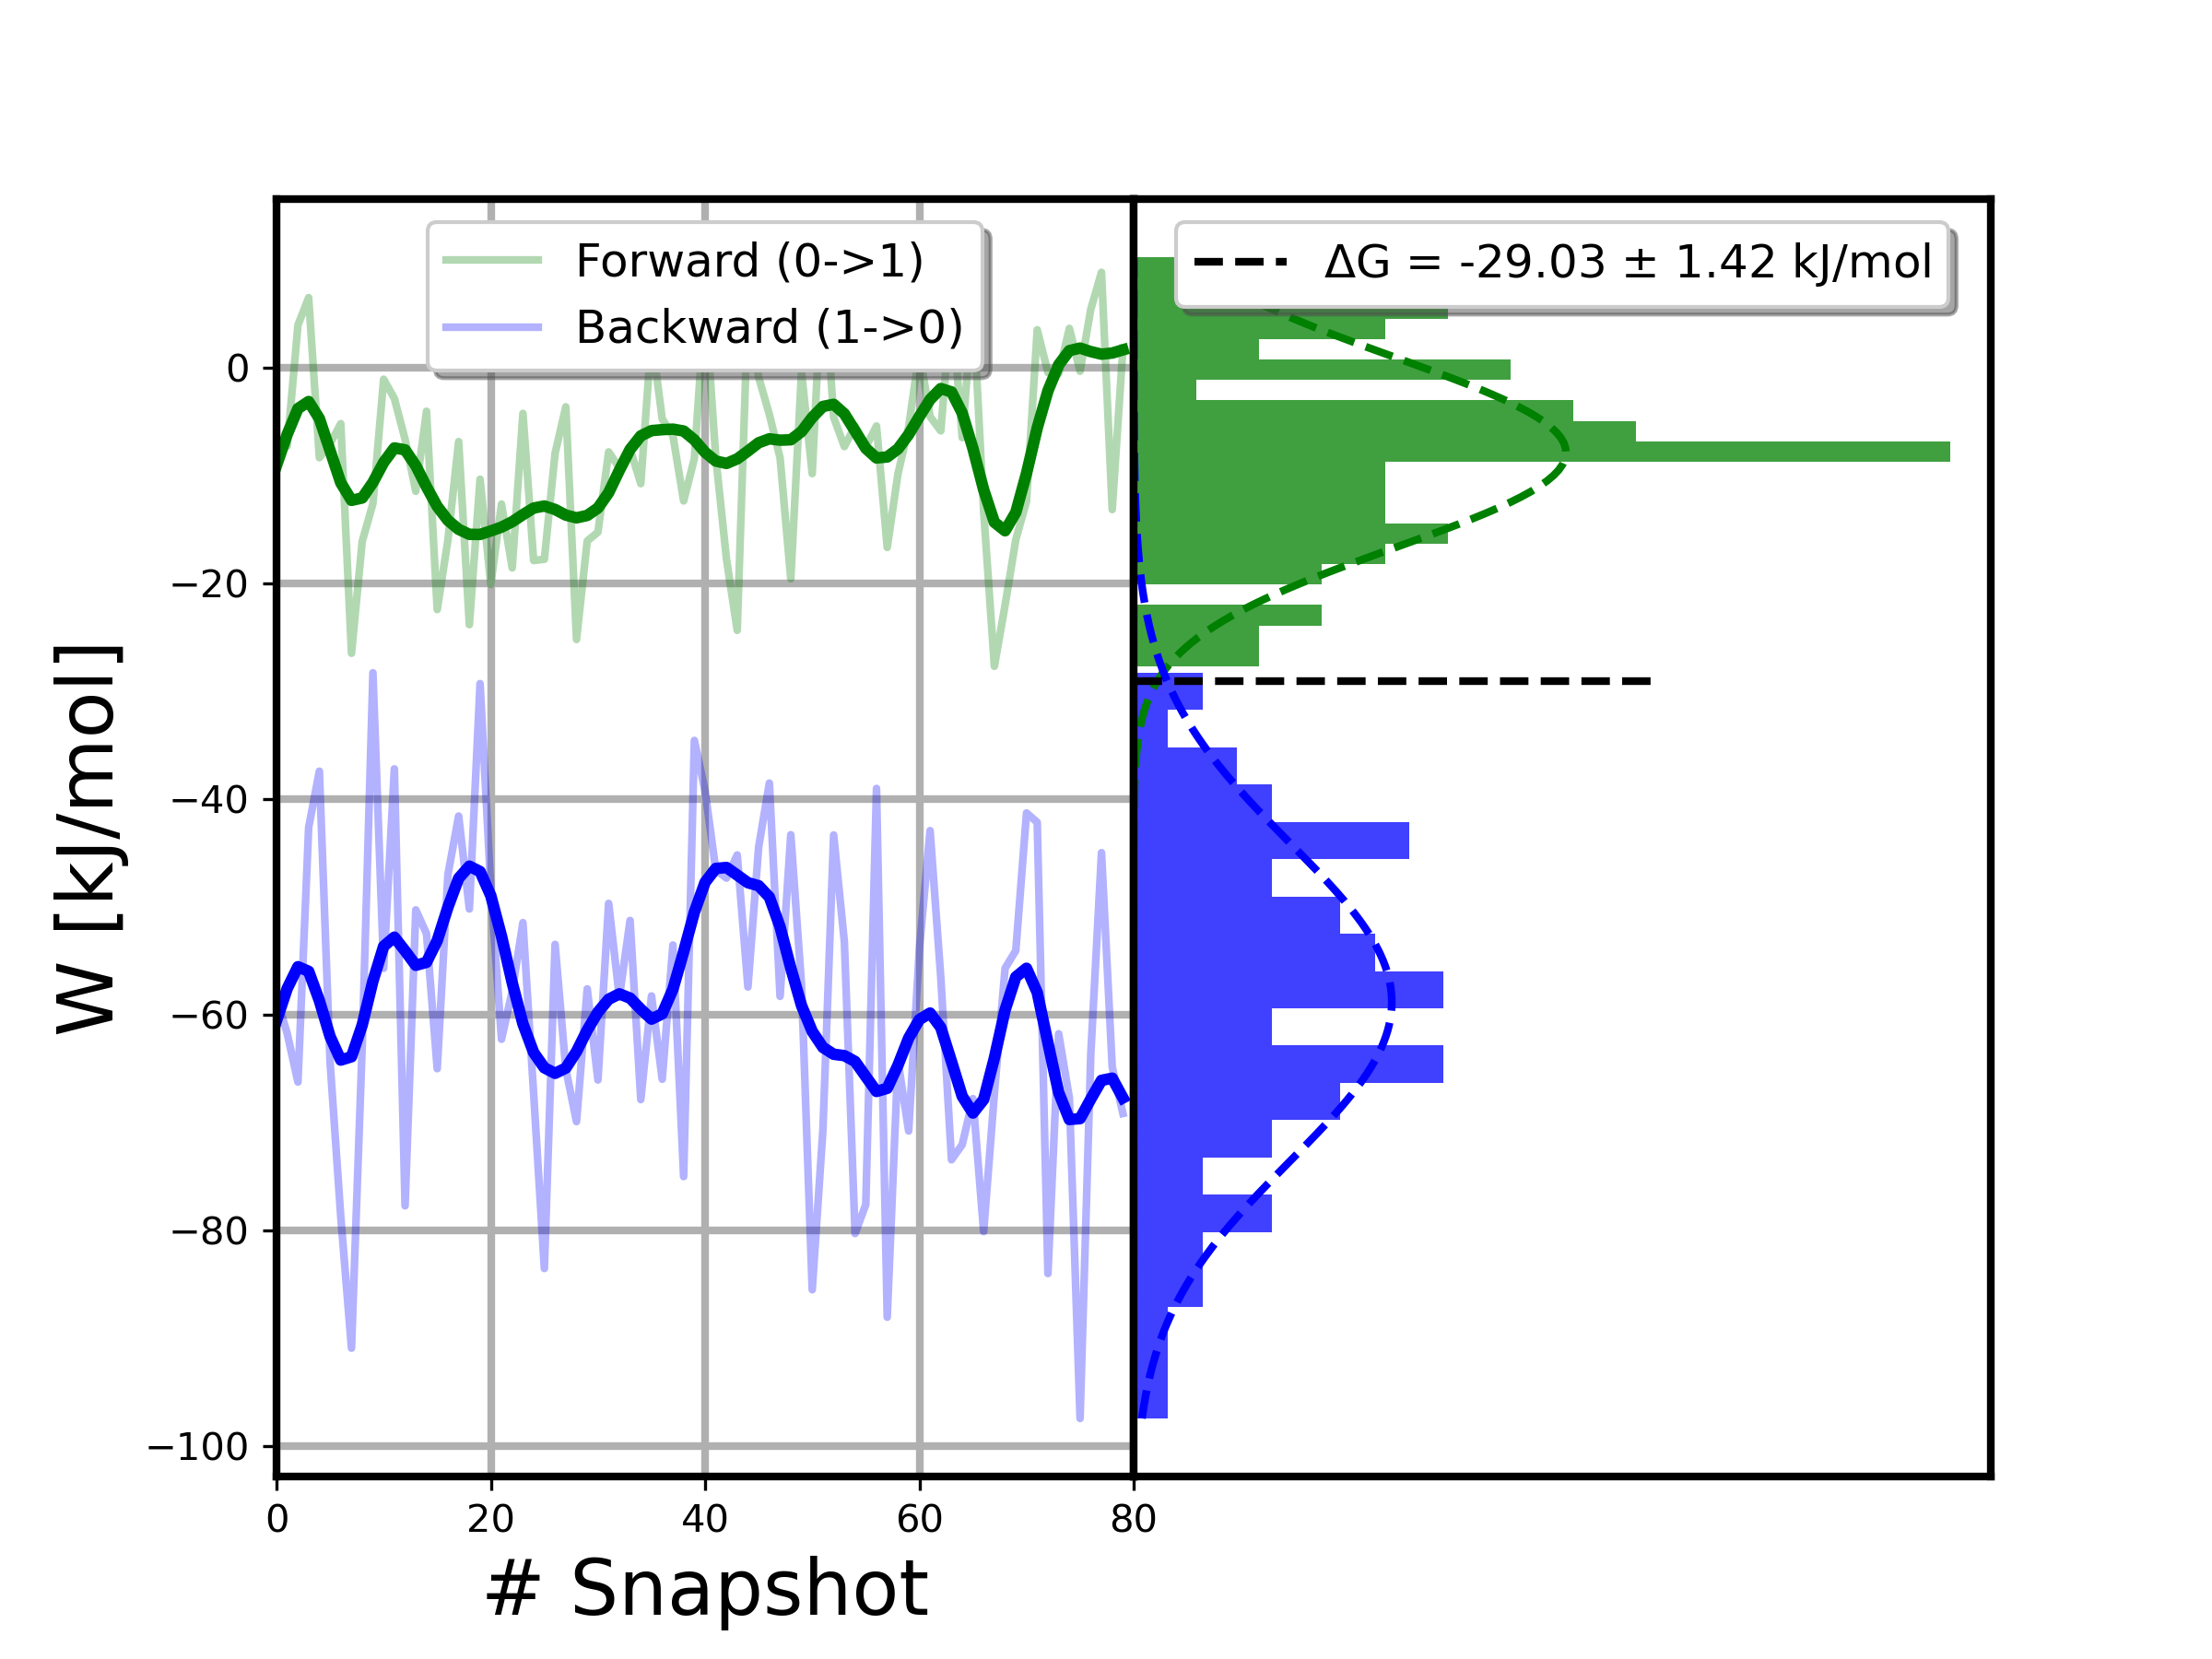 Forward (0->1)
Backward (1->0)
ΔG = -29.03 ± 1.42 kJ/mol
W [kJ/mol]
0
−20
−40
−60
−80
−100
0 20 40 60 80
# Snapshot